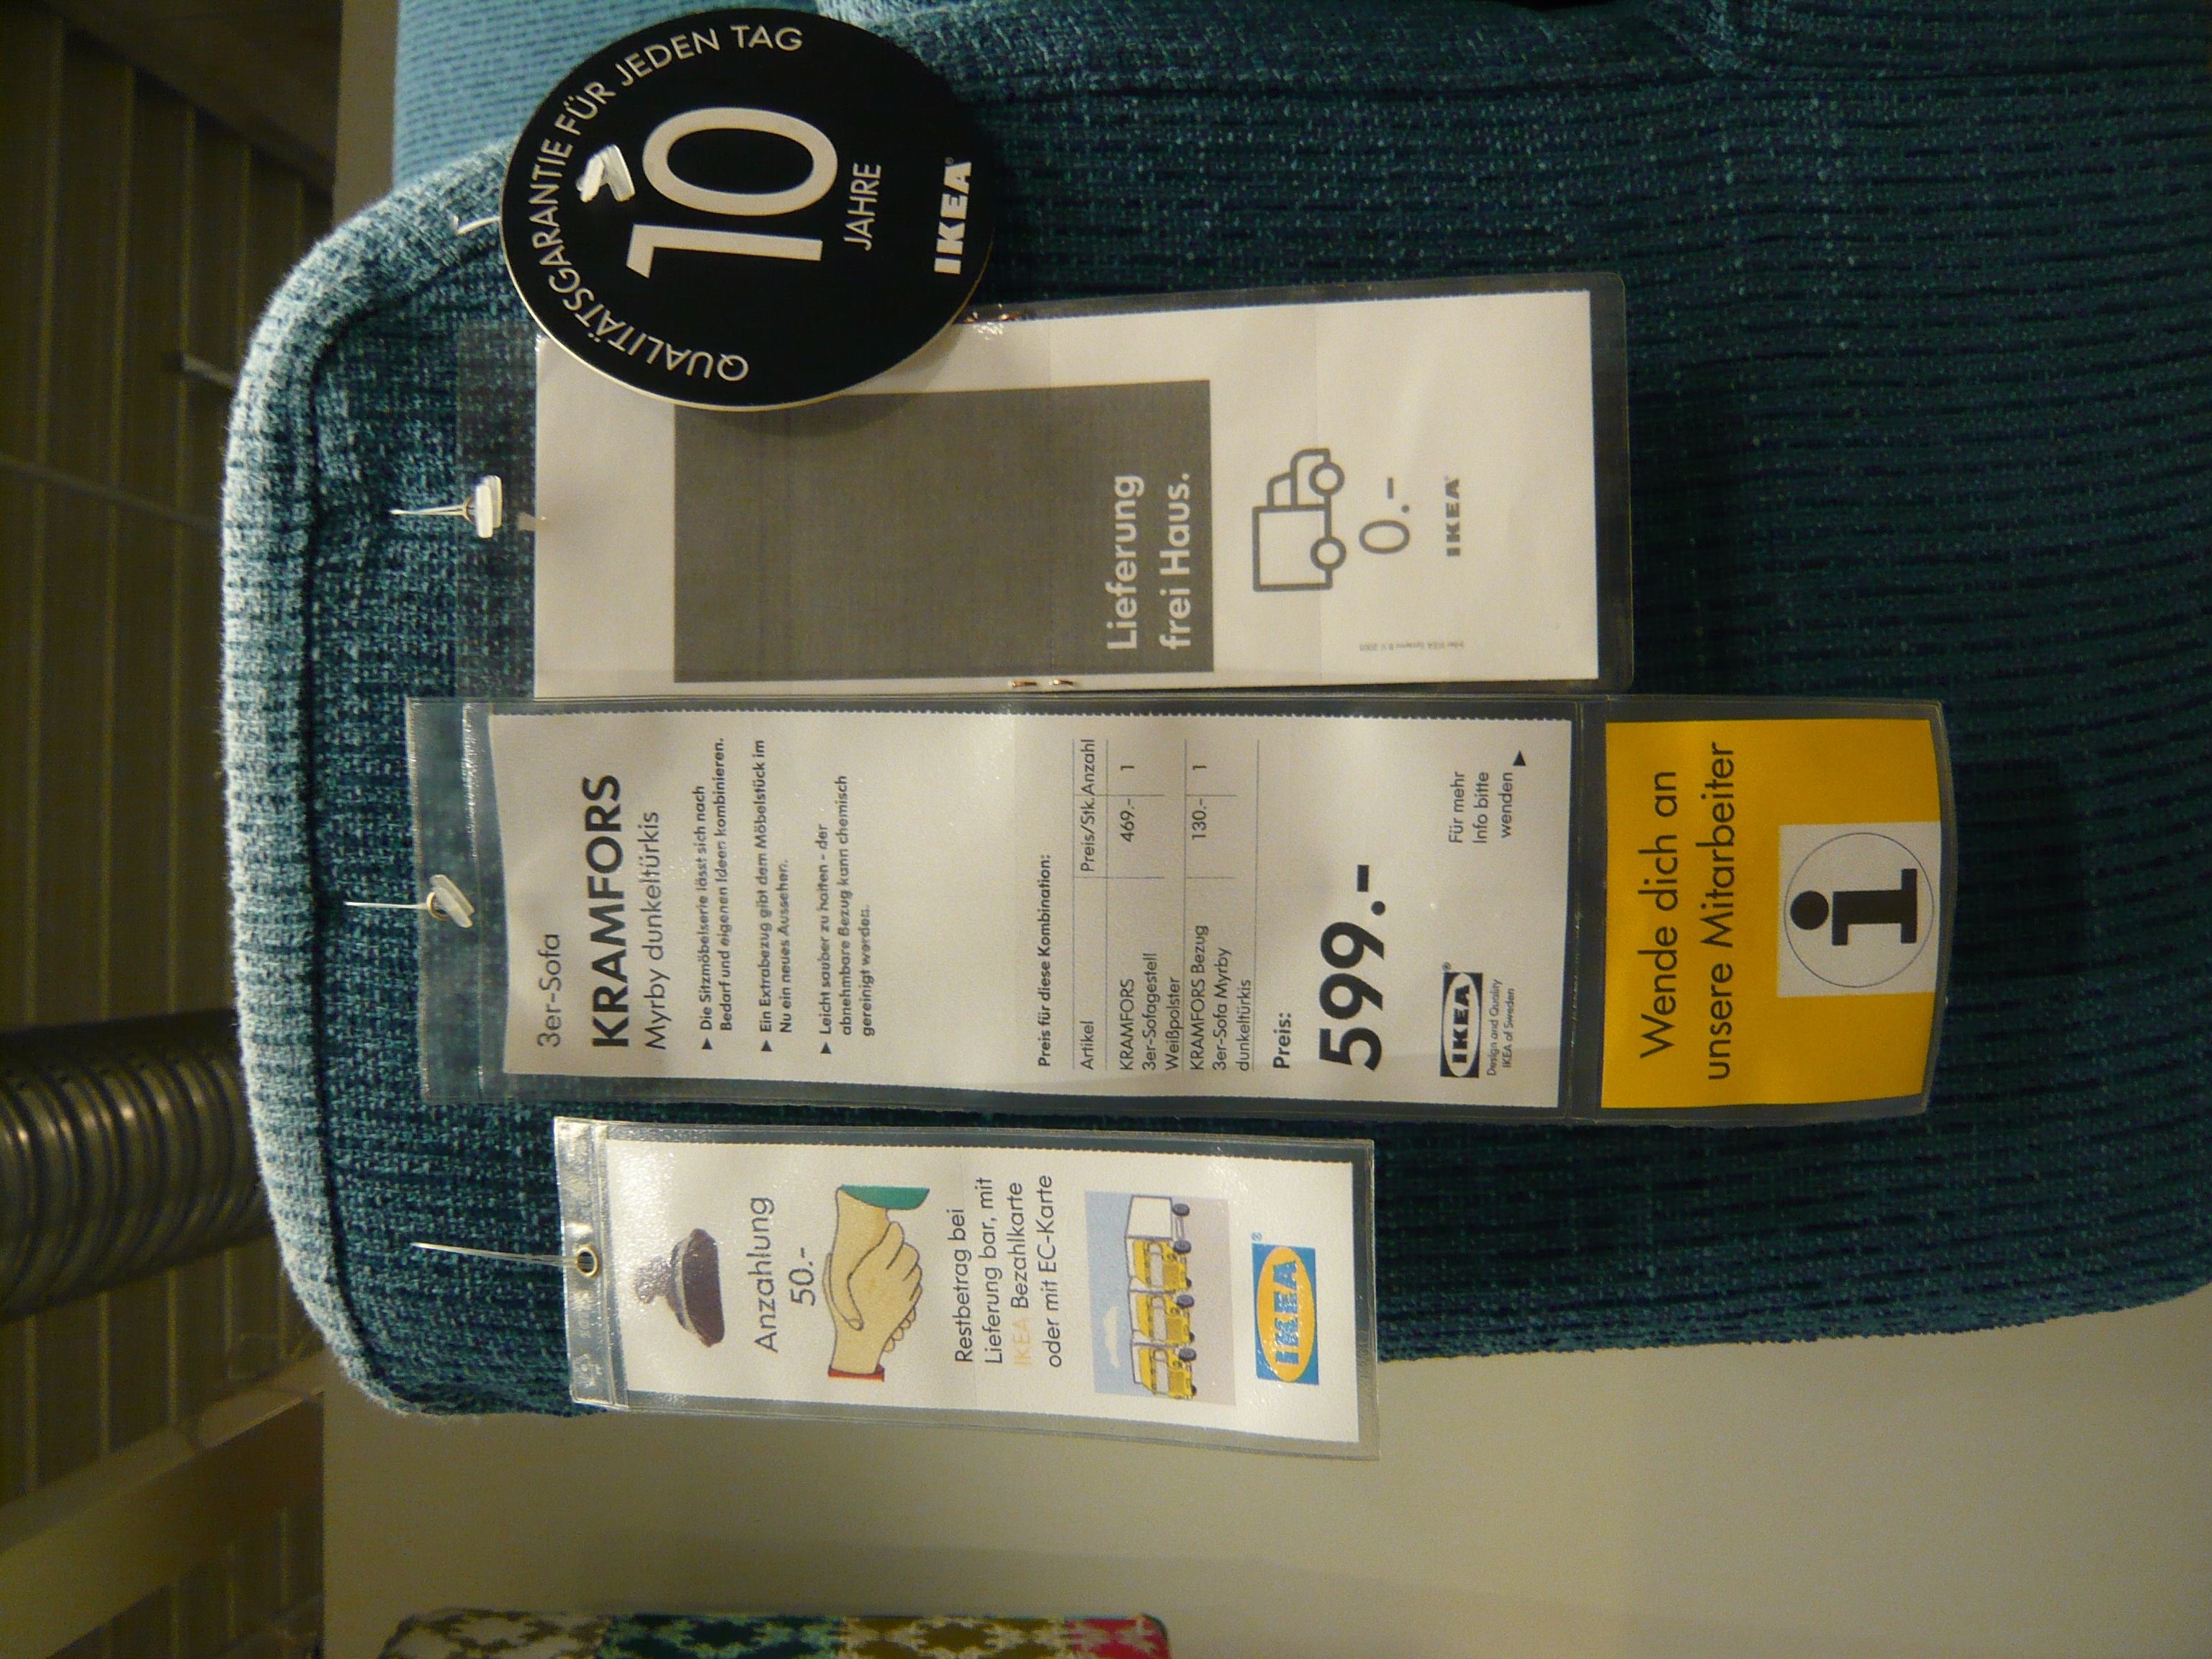 Anzahlung
50.-
Restbetrag bei
Lieferung bar, mit
IKEA Bezahlkarte
oder mit EC-Karte
IKEA®
3er-Sofa
KRAMFORS
Myrby dunkeltürkis
► Die Sitzmöbelserie lässt sich nach
Bedarf und eigenen Ideen kombinieren.
► Ein Extrabezug gibt dem Möbelstück im
Nu ein neues Aussehen.
► Leicht sauber zu halten - der
abnehmbare Bezug kann chemisch
gereinigt werden.
Preis für diese Kombination:
Artikel Preis/Stk. Anzahl
KRAMFORS 469.- 1
3er-Sofagestell
Weißpolster
KRAMFORS Bezug 130.- 1
3er-Sofa Myrby
dunkeltürkis
Preis:
599.-
IKEA®
Design and Quality
IKEA of Sweden
Für mehr
Info bitte
wenden ►
Wende dich an
unsere Mitarbeiter
i
Lieferung
frei Haus.
0.-
IKEA®
QUALITÄTSGARANTIE FÜR JEDEN TAG
10
JAHRE
IKEA®